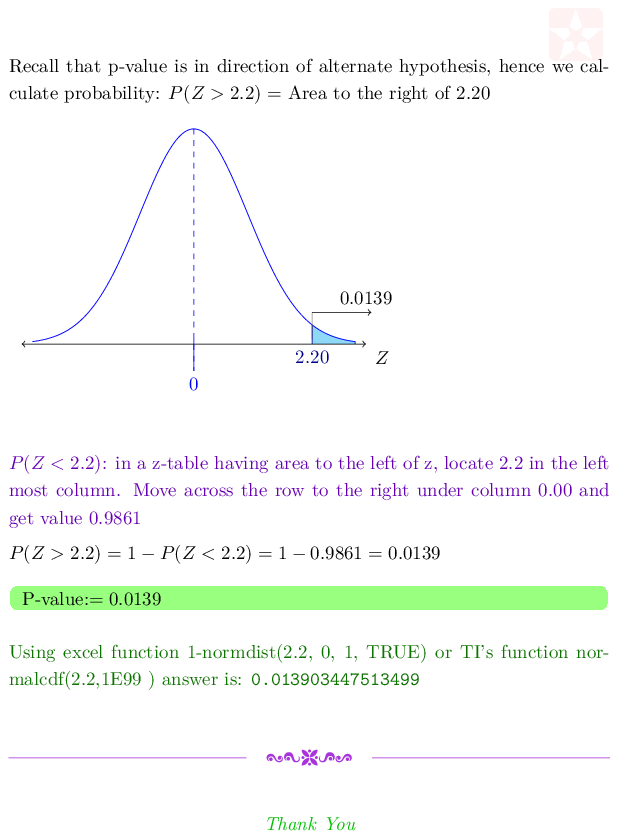 Recall that p-value is in direction of alternate hypothesis, hence we cal-
culate probability: P(Z > 2.2) = Area to the right of 2.20
0.0139
2.20
Z
0
P(Z < 2.2): in a z-table having area to the left of z, locate 2.2 in the left
most column. Move across the row to the right under column 0.00 and
get value 0.9861
P(Z > 2.2) = 1 − P(Z < 2.2) = 1 − 0.9861 = 0.0139
P-value:= 0.0139
Using excel function 1-normdist(2.2, 0, 1, TRUE) or TI's function nor-
malcdf(2.2,1E99 ) answer is: 0.013903447513499
Thank You